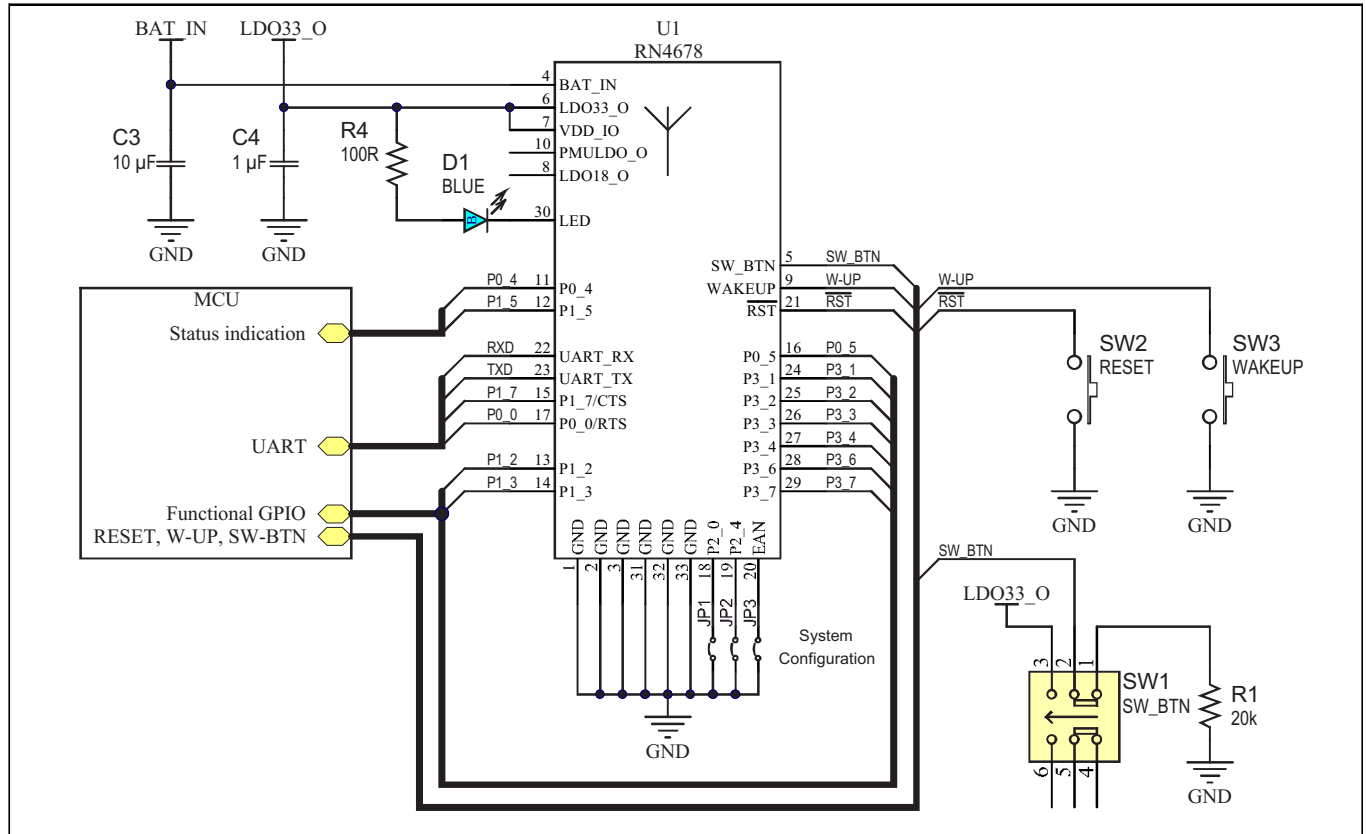 BAT_IN LDO33_O
U1
RN4678
C3
10 µF
C4
1 µF
R4
100R
D1
BLUE
B
GND
GND
4 BAT_IN
6 LDO33_O
7 VDD_IO
10 PMULDO_O
8 LDO18_O
30 LED
SW_BTN 5 SW_BTN
WAKEUP 9 W-UP
RST 21 RST
W-UP
RST
MCU
Status indication
UART
Functional GPIO
RESET, W-UP, SW-BTN
P0_4 11 P0_4
P1_5 12 P1_5
RXD 22 UART_RX
TXD 23 UART_TX
P1_7 15 P1_7/CTS
P0_0 17 P0_0/RTS
P1_2 13 P1_2
P1_3 14 P1_3
P0_5 16 P0_5
P3_1 24 P3_1
P3_2 25 P3_2
P3_3 26 P3_3
P3_4 27 P3_4
P3_6 28 P3_6
P3_7 29 P3_7
SW2
RESET
SW3
WAKEUP
GND
GND
GND GND GND GND GND GND P2_0 P2_4 EAN
1 2 3 31 32 33 18 19 20
JP1 JP2 JP3
System
Configuration
GND
SW_BTN
LDO33_O
3 2 1
SW1
SW_BTN
R1
20k
6 5 4
GND